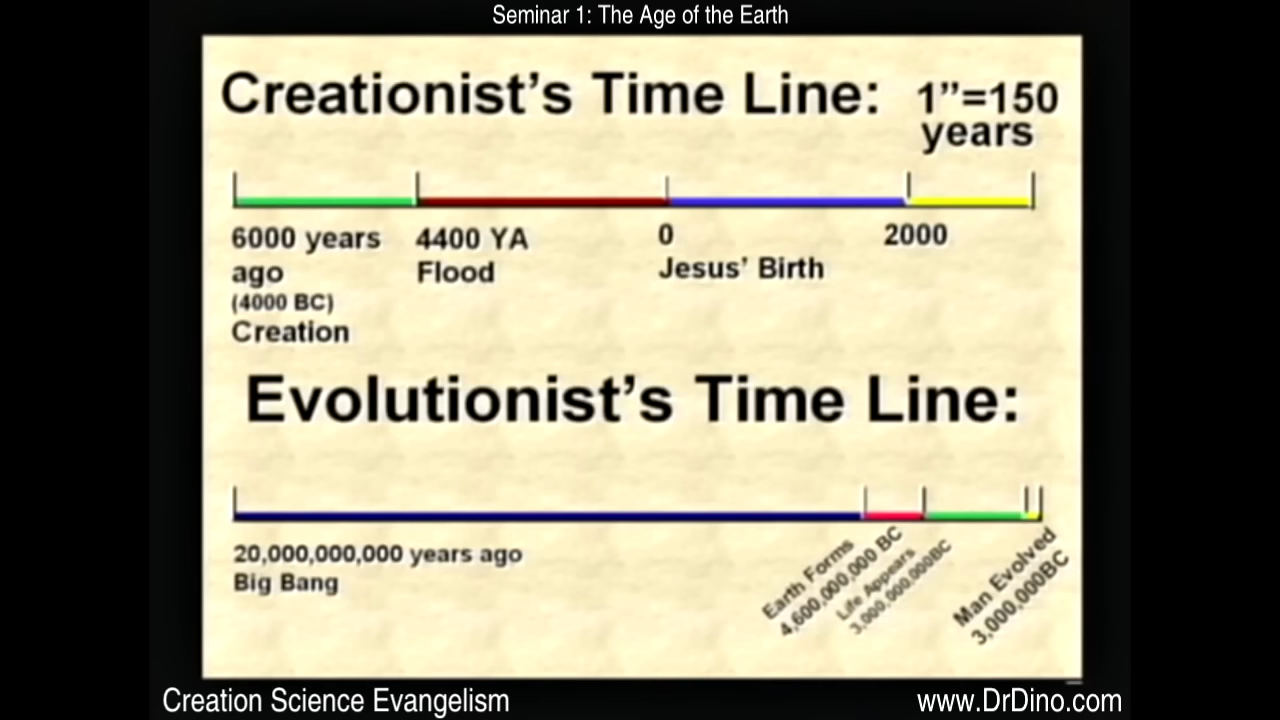 Seminar 1: The Age of the Earth
Creationist's Time Line: 1”=150
years
6000 years
ago
(4000 BC)
Creation
4400 YA
Flood
0
Jesus' Birth
2000
Evolutionist's Time Line:
20,000,000,000 years ago
Big Bang
Earth Forms
4,600,000,000 BC
Life Appears
3,000,000,000BC
Man Evolved
3,000,000BC
Creation Science Evangelism
www.DrDino.com